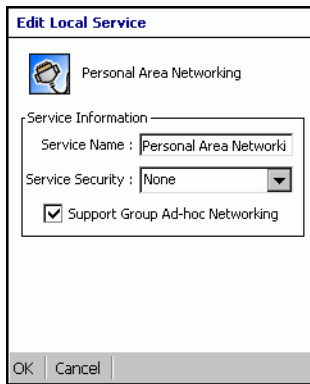 Edit Local Service
Personal Area Networking
Service Information
Service Name : Personal Area Networki
Service Security : None
Support Group Ad-hoc Networking
OK Cancel